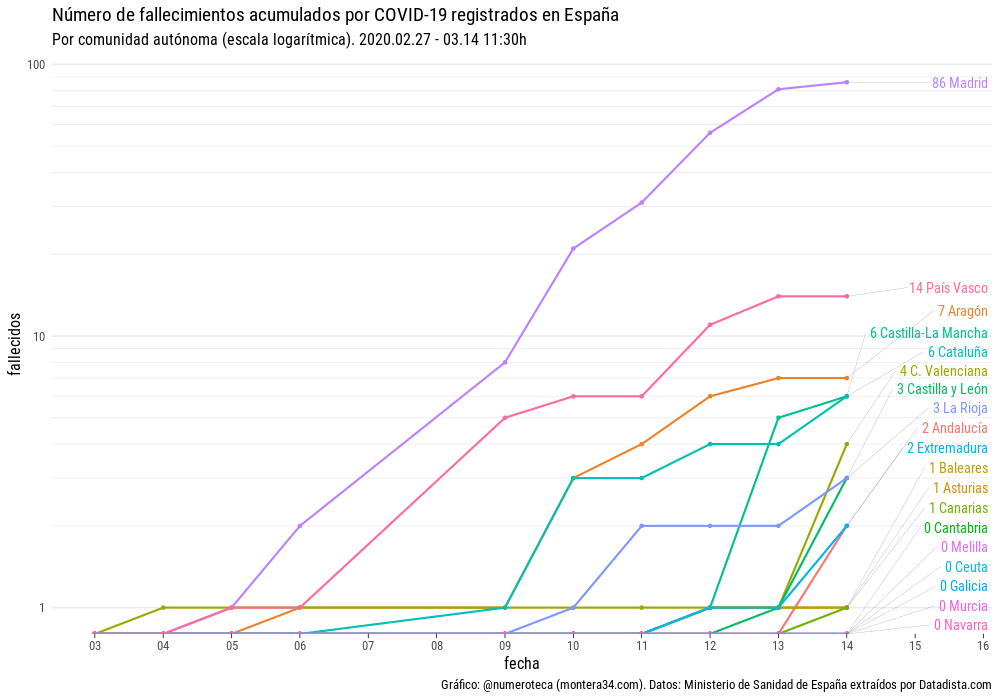 Número de fallecimientos acumulados por COVID-19 registrados en España
Por comunidad autónoma (escala logarítmica). 2020.02.27 - 03.14 11:30h
100
10
1
fallecidos
86 Madrid
14 País Vasco
7 Aragón
6 Castilla-La Mancha
6 Cataluña
4 C. Valenciana
3 Castilla y León
3 La Rioja
2 Andalucía
2 Extremadura
1 Baleares
1 Asturias
1 Canarias
0 Cantabria
0 Melilla
0 Ceuta
0 Galicia
0 Murcia
0 Navarra
03 04 05 06 07 08 09 10 11 12 13 14 15 16
fecha
Gráfico: @numeroteca (montera34.com). Datos: Ministerio de Sanidad de España extraídos por Datadista.com